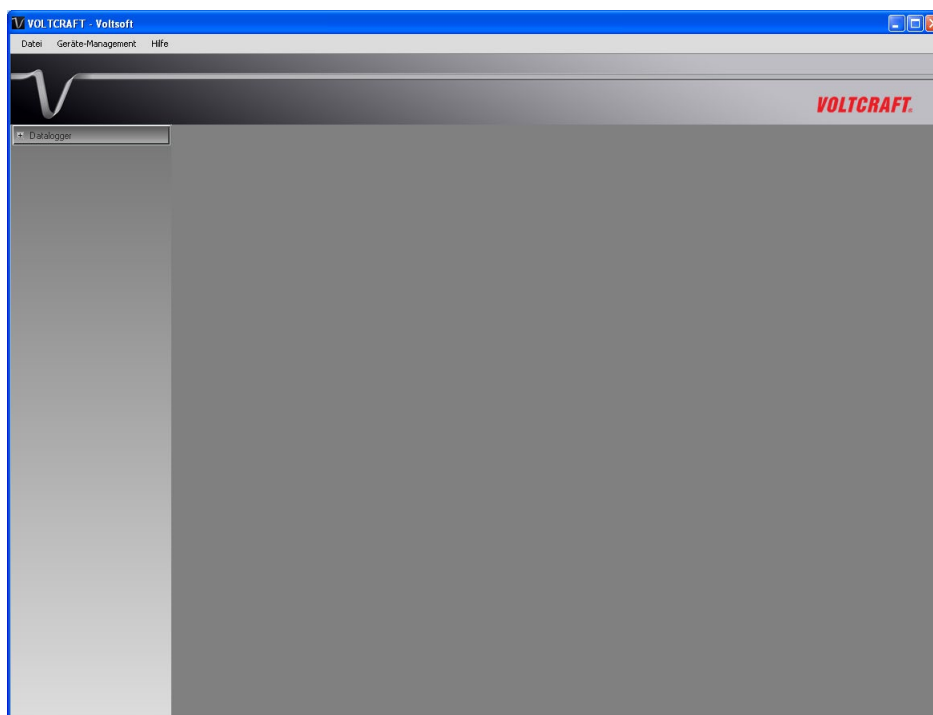 VOLTCRAFT - Voltsoft
Datei Geräte-Management Hilfe
VOLTCRAFT®
+ Datalogger